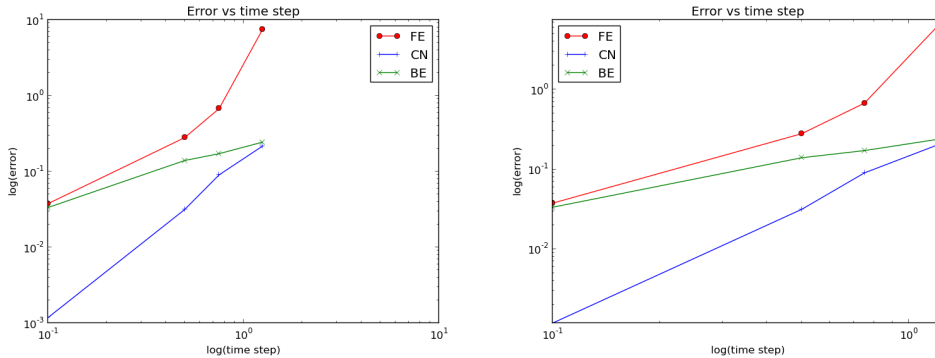 Error vs time step
10^1
10^0
10^-1
10^-2
10^-3
log(error)
FE
CN
BE
10^-1
10^0
10^1
log(time step)
Error vs time step
10^0
10^-1
10^-2
log(error)
FE
CN
BE
10^-1
10^0
log(time step)